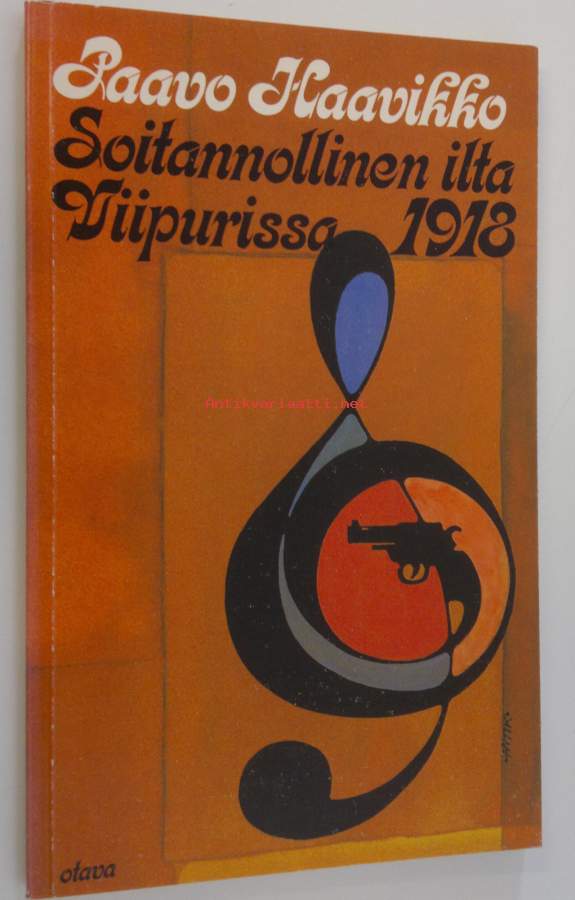 Paavo Haavikko
Soitannollinen ilta
Viipurissa 1918
Antikvariaatti.net
otava